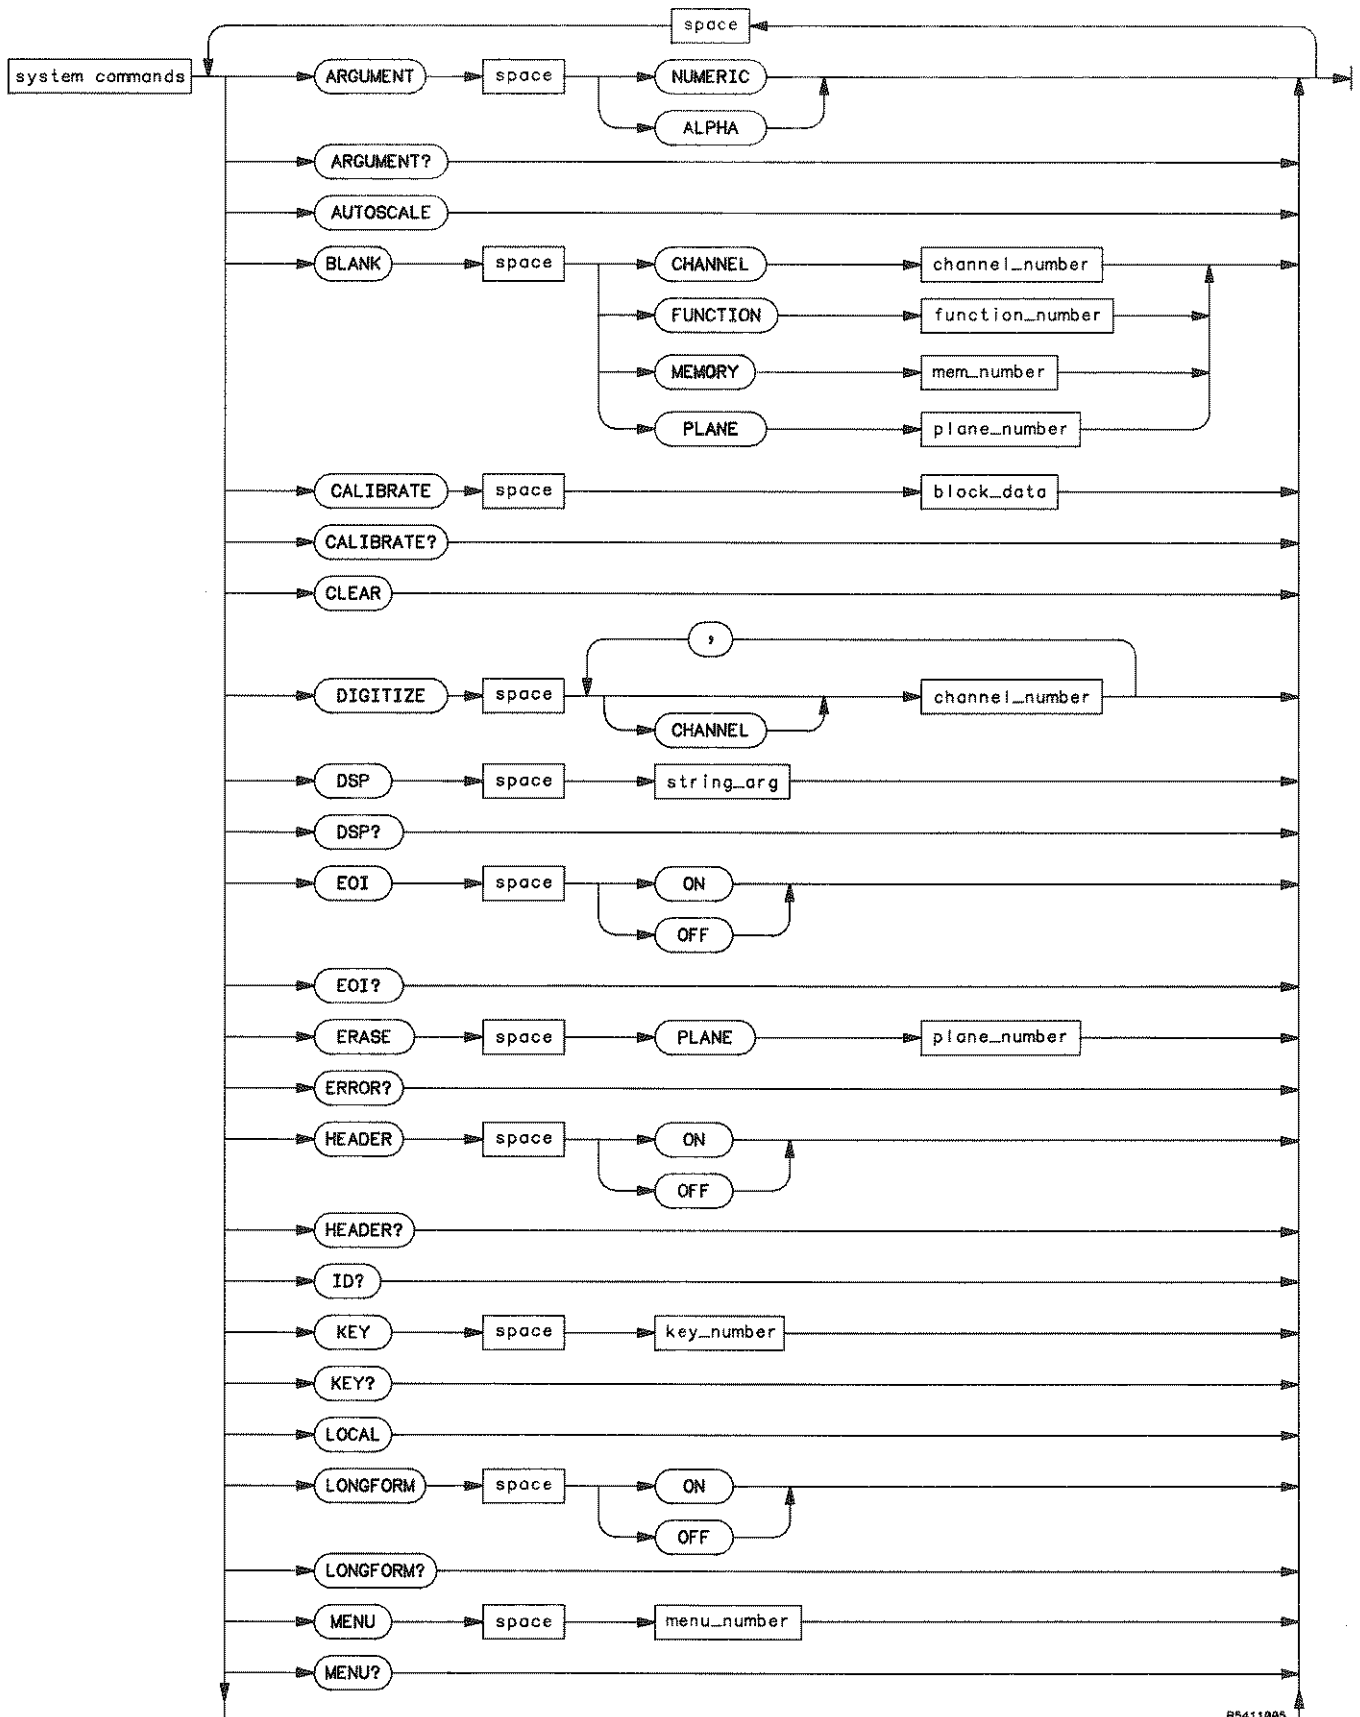 space
system commands ARGUMENT space NUMERIC
ALPHA
ARGUMENT?
AUTOSCALE
BLANK space CHANNEL channel_number
FUNCTION function_number
MEMORY mem_number
PLANE plane_number
CALIBRATE space block_data
CALIBRATE?
CLEAR
,
DIGITIZE space channel_number
CHANNEL
DSP space string_arg
DSP?
EOI space ON
OFF
EOI?
ERASE space PLANE plane_number
ERROR?
HEADER space ON
OFF
HEADER?
ID?
KEY space key_number
KEY?
LOCAL
LONGFORM space ON
OFF
LONGFORM?
MENU space menu_number
MENU?